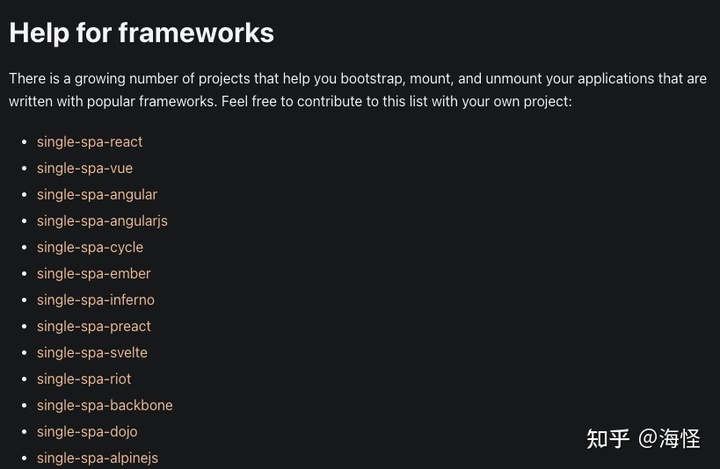 Help for frameworks
There is a growing number of projects that help you bootstrap, mount, and unmount your applications that are
written with popular frameworks. Feel free to contribute to this list with your own project:
• single-spa-react
• single-spa-vue
• single-spa-angular
• single-spa-angularjs
• single-spa-cycle
• single-spa-ember
• single-spa-inferno
• single-spa-preact
• single-spa-svelte
• single-spa-riot
• single-spa-backbone
• single-spa-dojo
• single-spa-alpinejs
知乎 @海怪